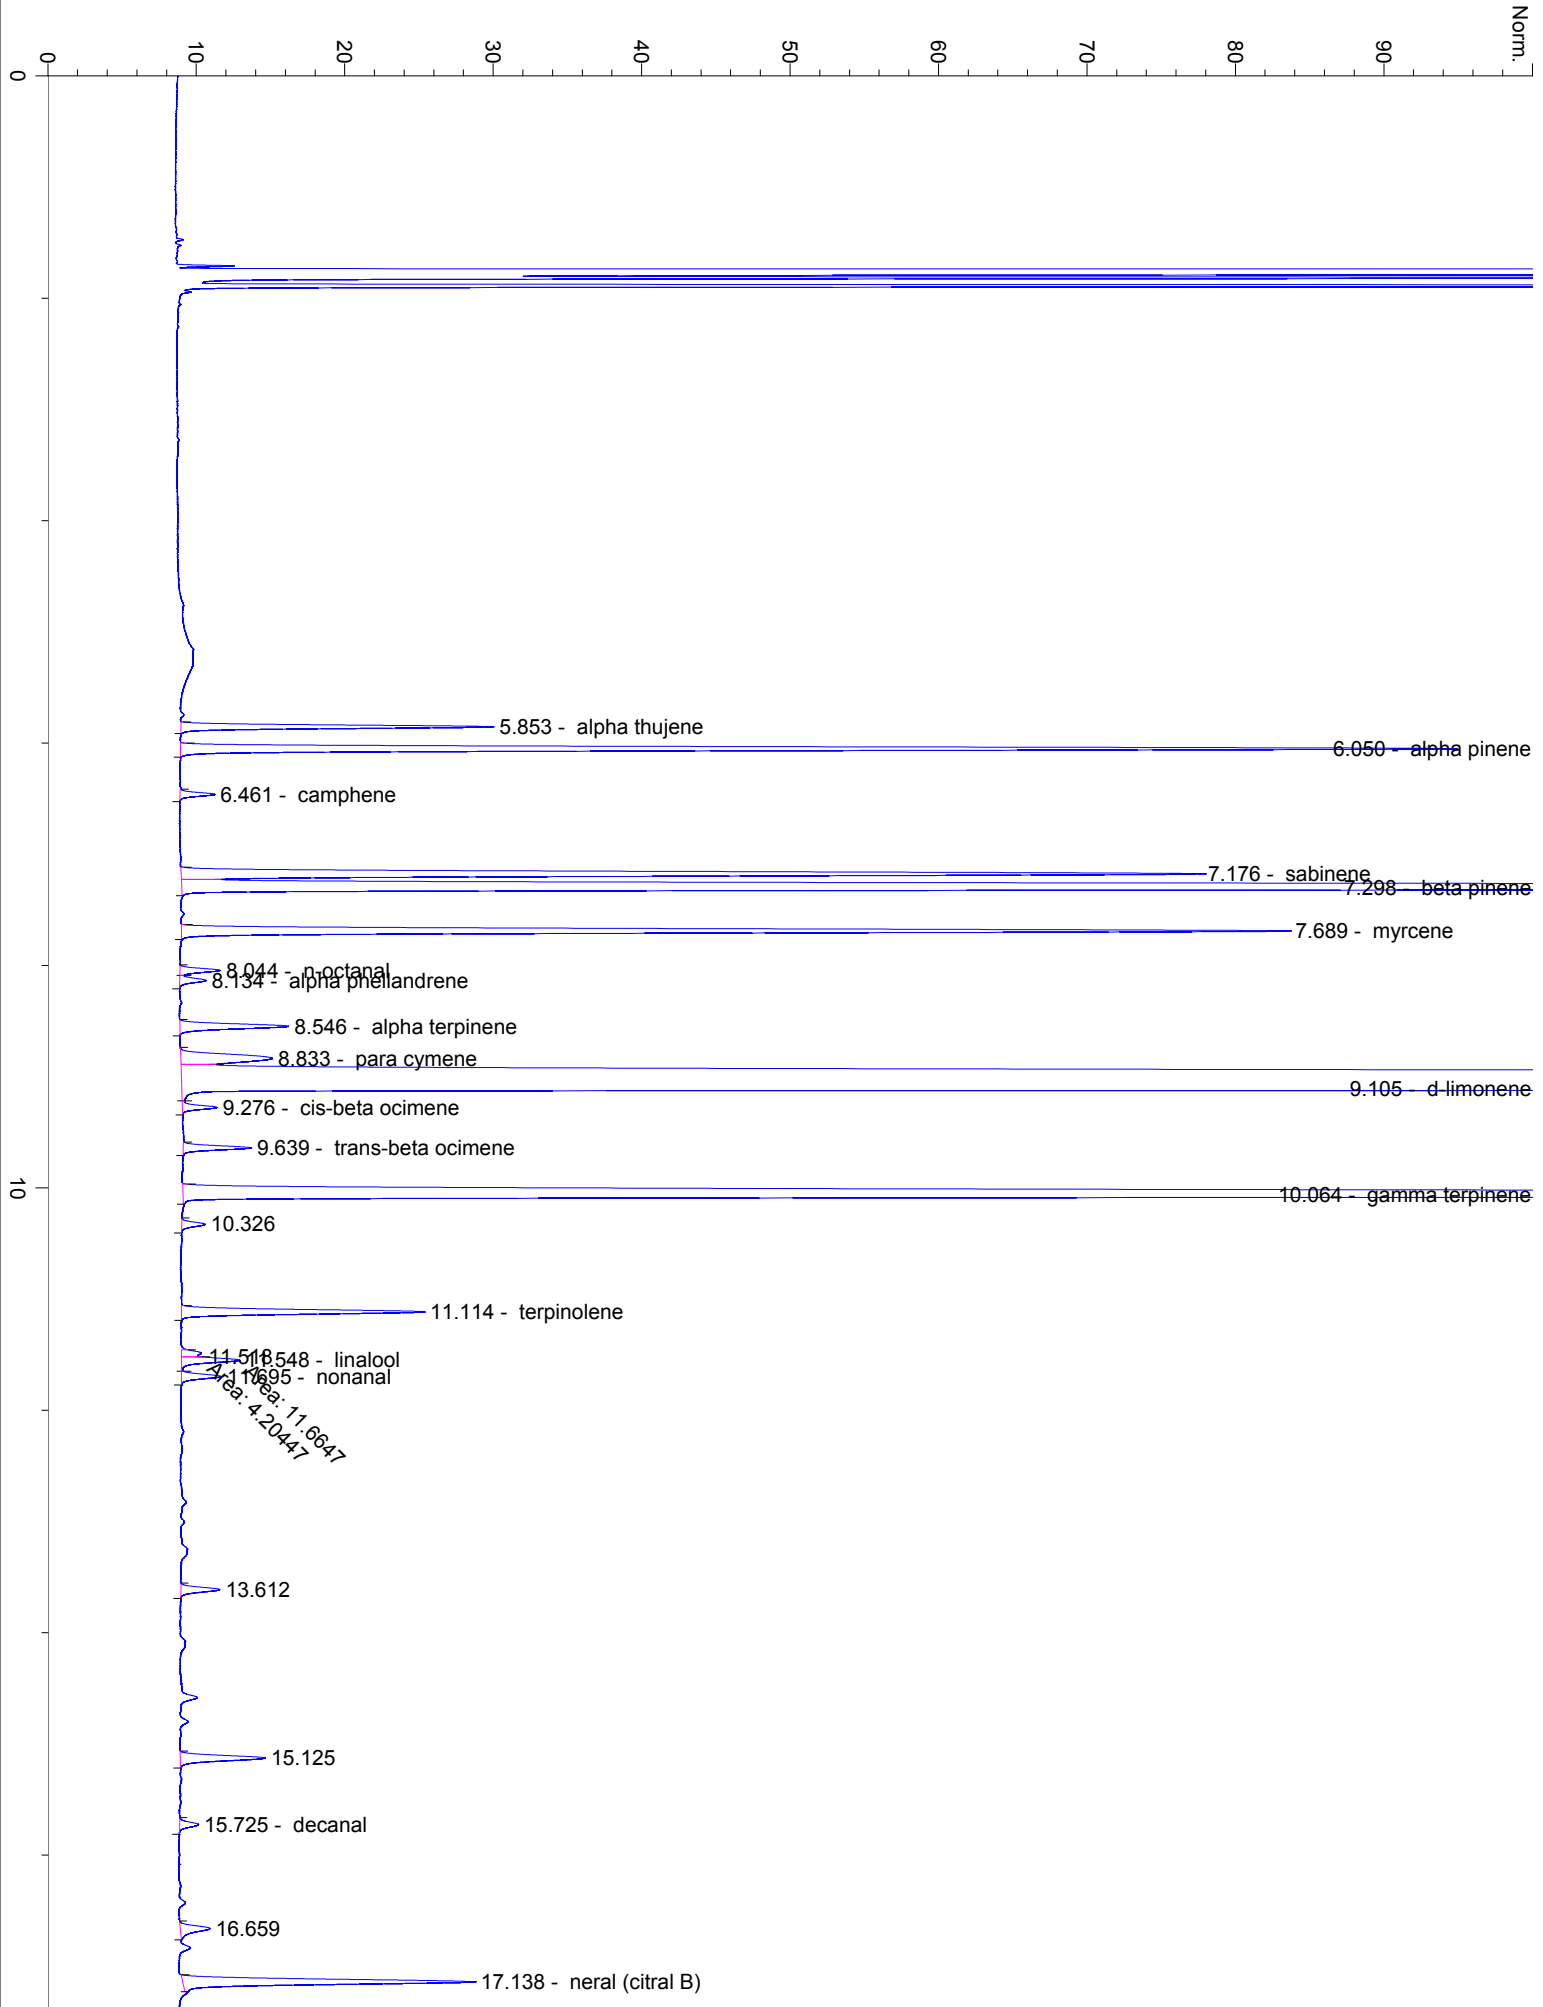 Norm.
0
10
20
30
40
50
60
70
80
90
0
5.853 - alpha thujene
6.050 - alpha pinene
6.461 - camphene
7.176 - sabinene
7.298 - beta pinene
7.689 - myrcene
8.044 - n-octanal
8.134 - alpha phellandrene
8.546 - alpha terpinene
8.833 - para cymene
9.105 - d-limonene
9.276 - cis-beta ocimene
9.639 - trans-beta ocimene
10
10.064 - gamma terpinene
10.326
11.114 - terpinolene
11.518
Area: 4.20447
11.548 - linalool
Area: 11.6647
11.695 - nonanal
13.612
15.125
15.725 - decanal
16.659
17.138 - neral (citral B)